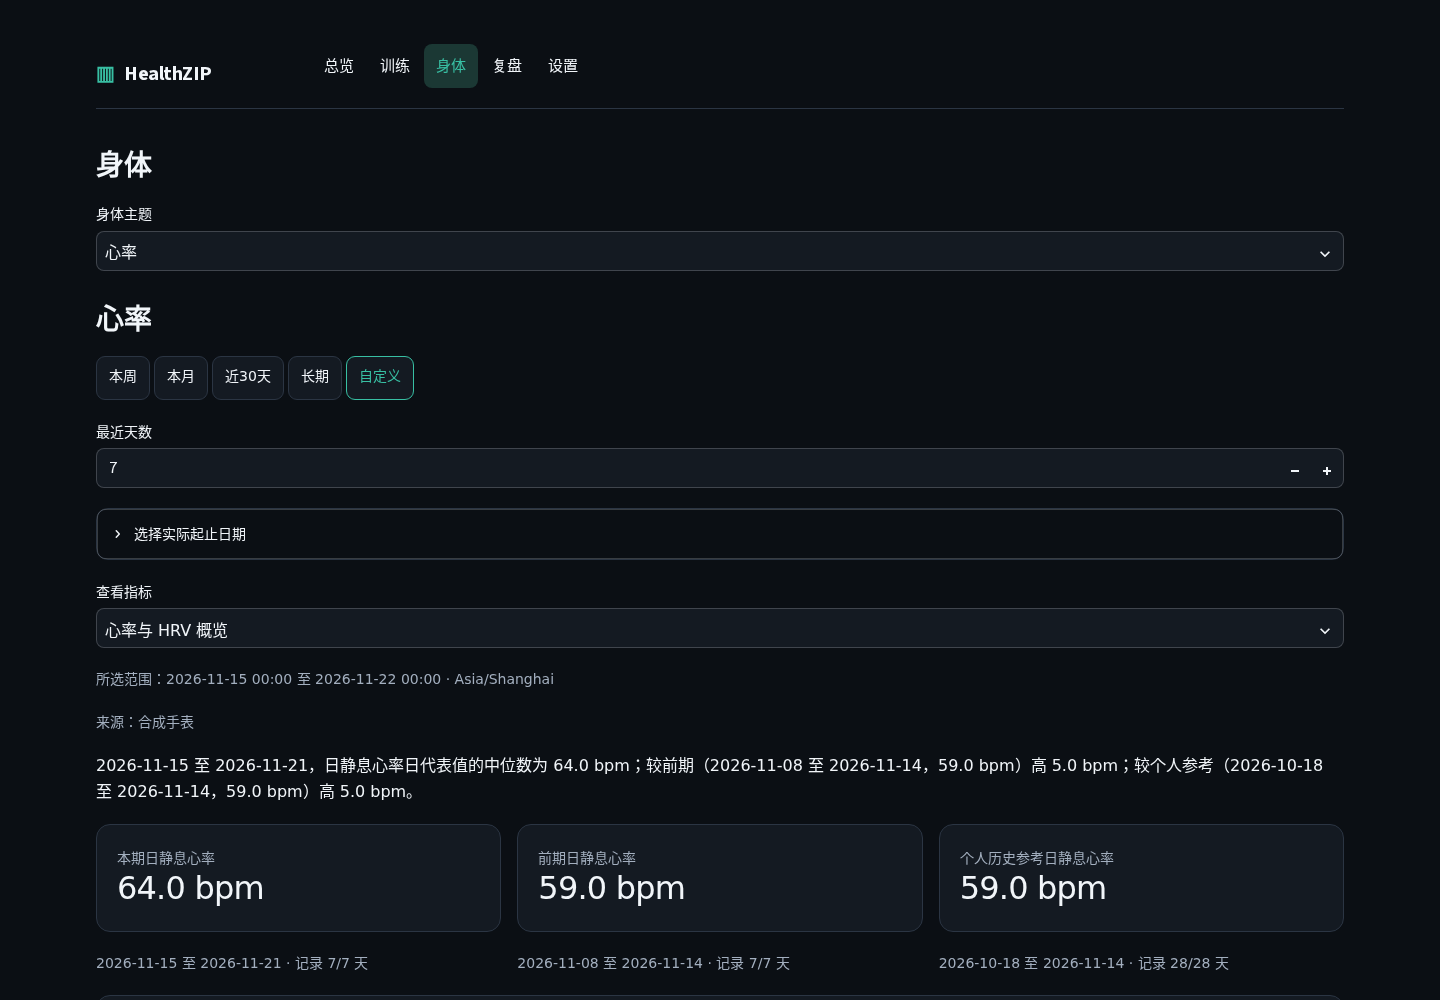 HealthZIP
总览 训练 身体 复盘 设置
身体
身体主题
心率
心率
本周 本月 近30天 长期 自定义
最近天数
7
选择实际起止日期
查看指标
心率与 HRV 概览
所选范围：2026-11-15 00:00 至 2026-11-22 00:00 · Asia/Shanghai
来源：合成手表
2026-11-15 至 2026-11-21，日静息心率日代表值的中位数为 64.0 bpm；较前期（2026-11-08 至 2026-11-14，59.0 bpm）高 5.0 bpm；较个人参考（2026-10-18
至 2026-11-14，59.0 bpm）高 5.0 bpm。
本期日静息心率 前期日静息心率 个人历史参考日静息心率
64.0 bpm 59.0 bpm 59.0 bpm
2026-11-15 至 2026-11-21 · 记录 7/7 天 2026-11-08 至 2026-11-14 · 记录 7/7 天 2026-10-18 至 2026-11-14 · 记录 28/28 天